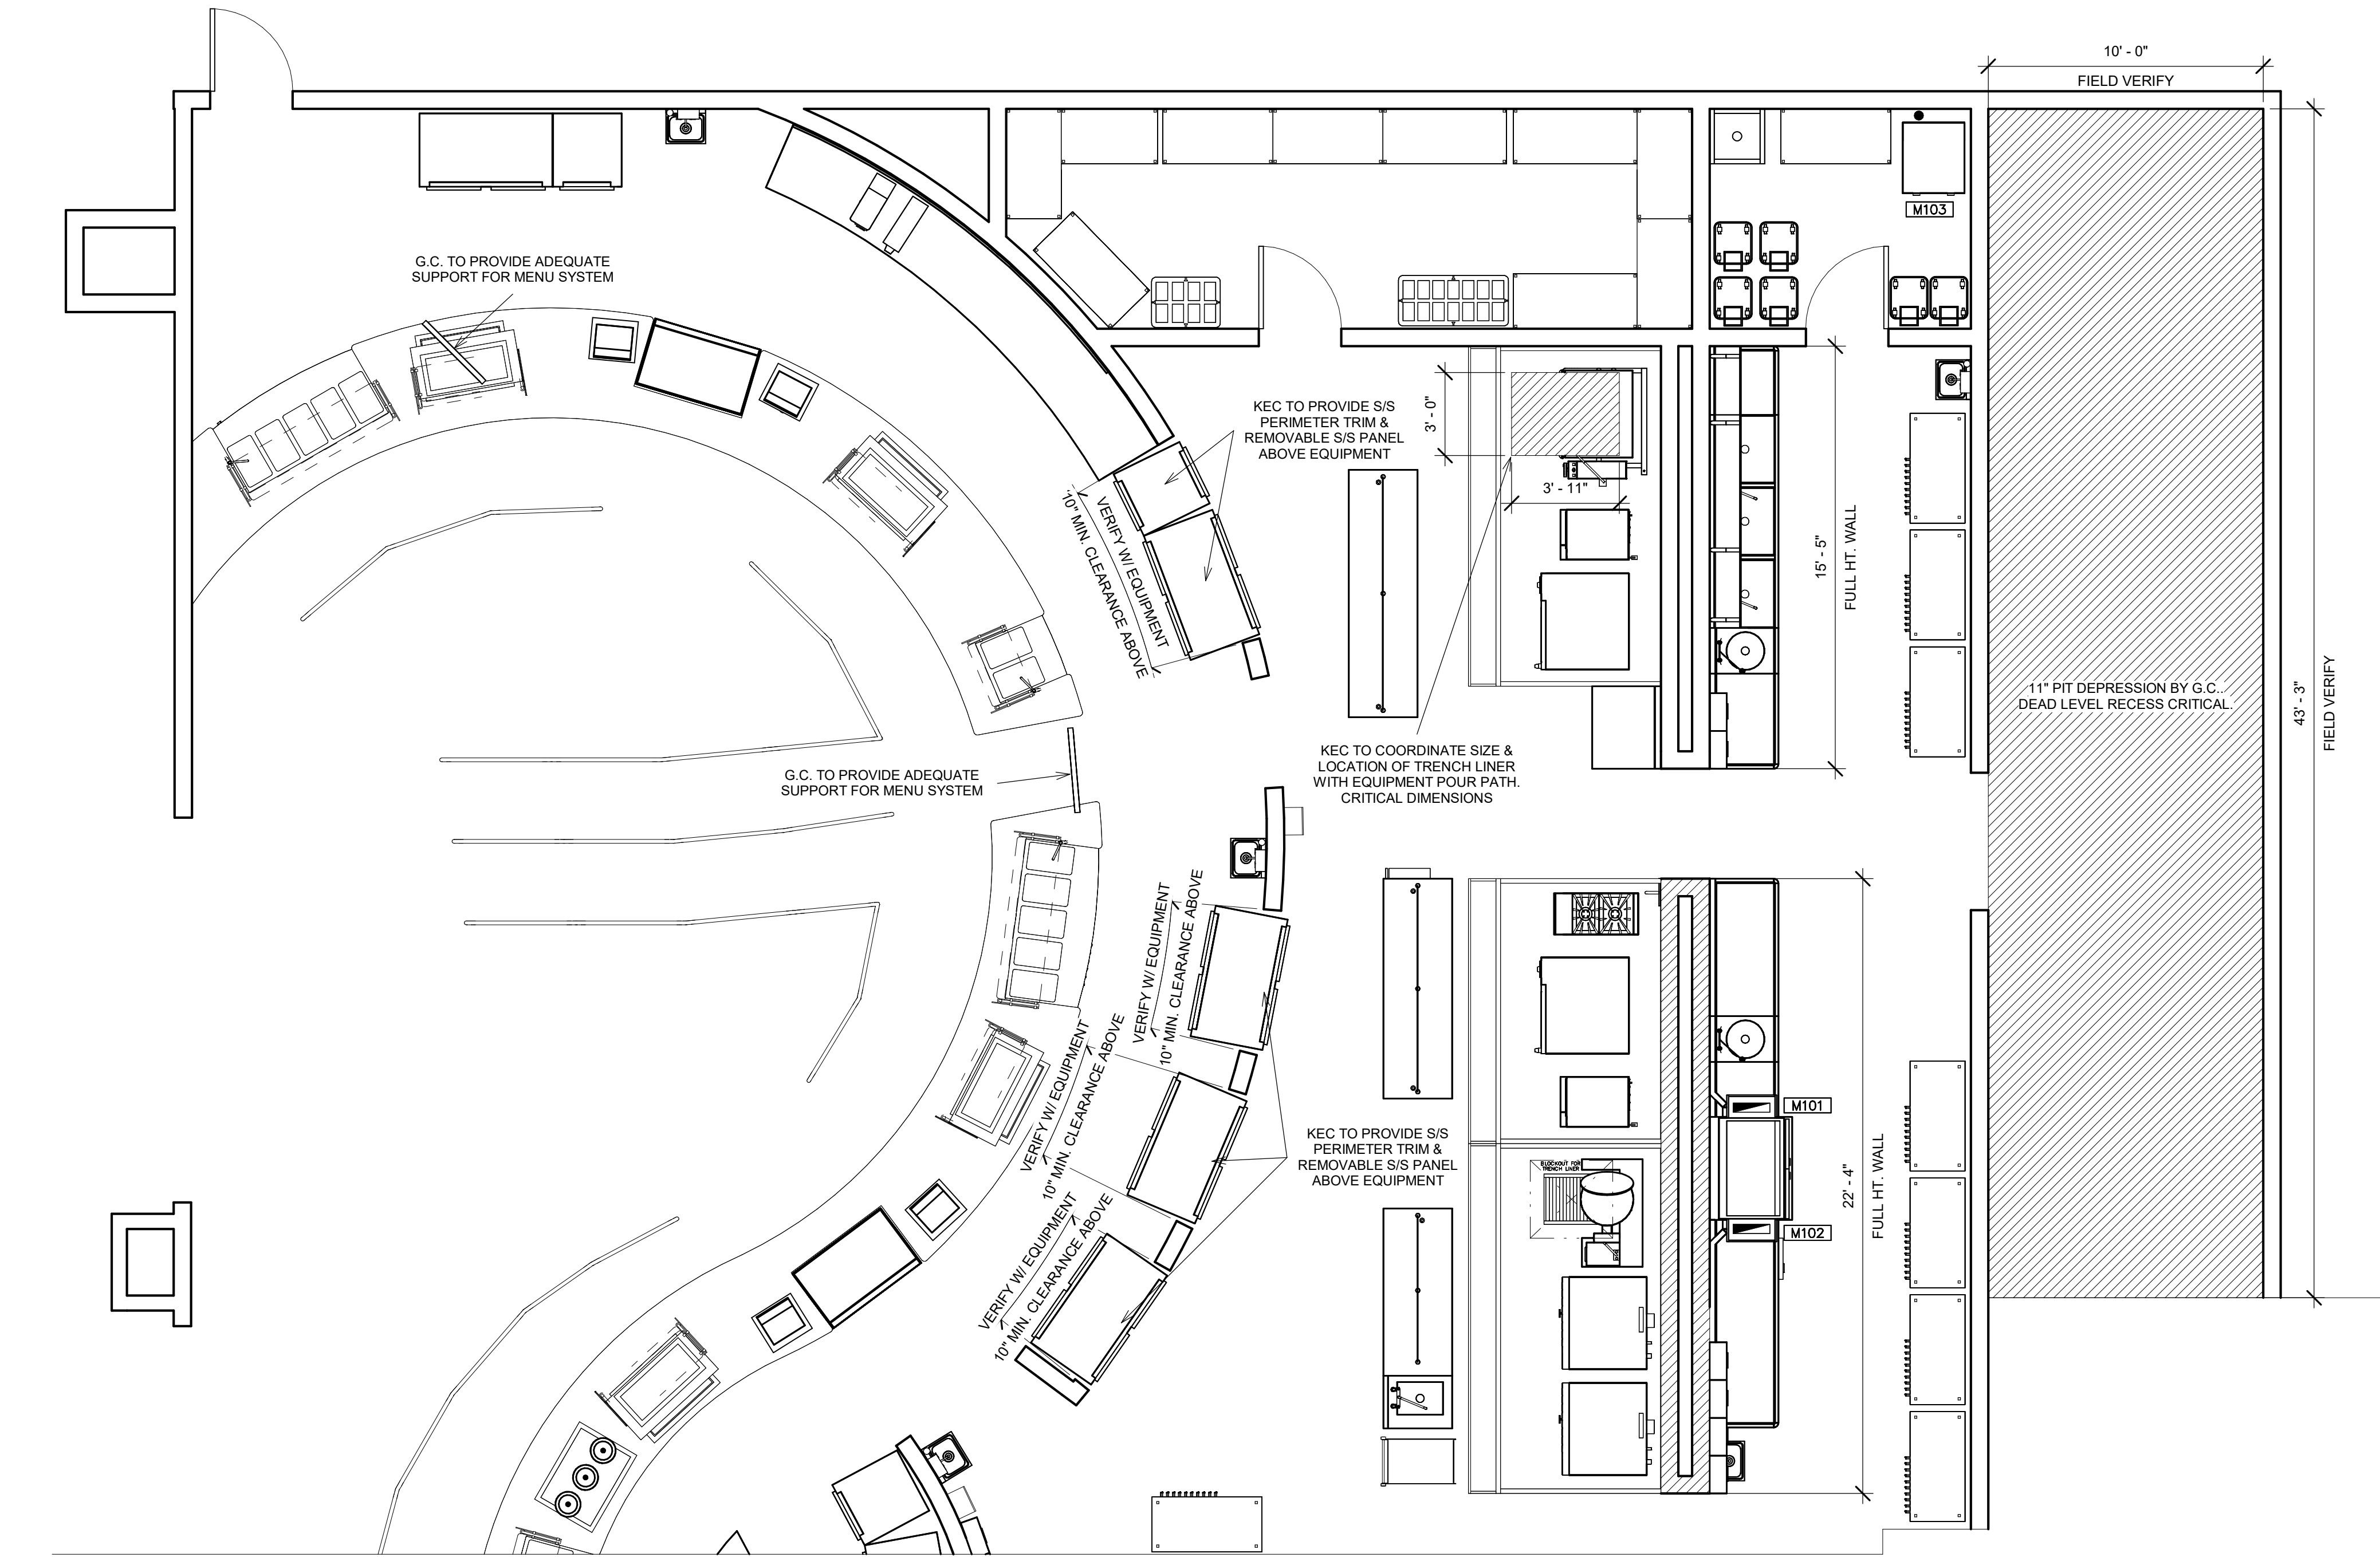 10' - 0"
FIELD VERIFY
M103
G.C. TO PROVIDE ADEQUATE
SUPPORT FOR MENU SYSTEM
KEC TO PROVIDE S/S
PERIMETER TRIM &
REMOVABLE S/S PANEL
ABOVE EQUIPMENT
3' - 0"
3' - 11"
VERIFY W/ EQUIPMENT
10" MIN. CLEARANCE ABOVE
15' - 5"
FULL HT. WALL
11" PIT DEPRESSION BY G.C..
DEAD LEVEL RECESS CRITICAL.
43' - 3"
FIELD VERIFY
G.C. TO PROVIDE ADEQUATE
SUPPORT FOR MENU SYSTEM
KEC TO COORDINATE SIZE &
LOCATION OF TRENCH LINER
WITH EQUIPMENT POUR PATH.
CRITICAL DIMENSIONS
VERIFY W/ EQUIPMENT
10" MIN. CLEARANCE ABOVE
VERIFY W/ EQUIPMENT
10" MIN. CLEARANCE ABOVE
M101
KEC TO PROVIDE S/S
PERIMETER TRIM &
REMOVABLE S/S PANEL
ABOVE EQUIPMENT
BLOCKOUT FOR
TRENCH LINER
22' - 4"
FULL HT. WALL
M102
VERIFY W/ EQUIPMENT
10" MIN. CLEARANCE ABOVE